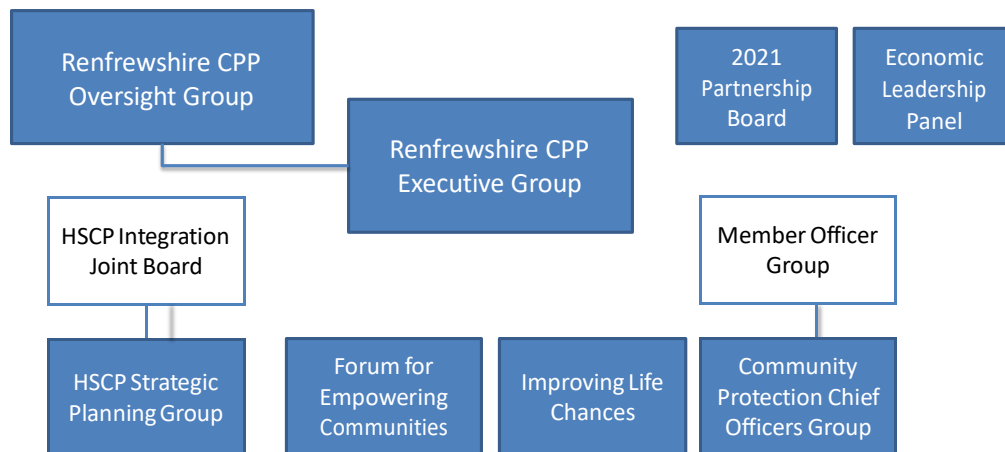 Renfrewshire CPP
Oversight Group
2021
Partnership
Board
Economic
Leadership
Panel
Renfrewshire CPP
Executive Group
HSCP Integration
Joint Board
Member Officer
Group
HSCP Strategic
Planning Group
Forum for
Empowering
Communities
Improving Life
Chances
Community
Protection Chief
Officers Group